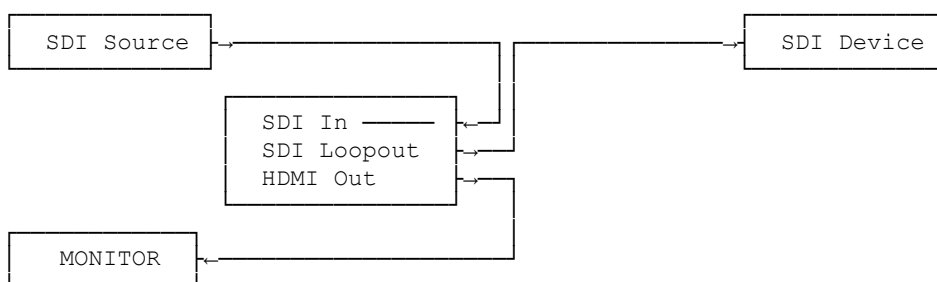 SDI Source
SDI Device
SDI In
SDI Loopout
HDMI Out
MONITOR